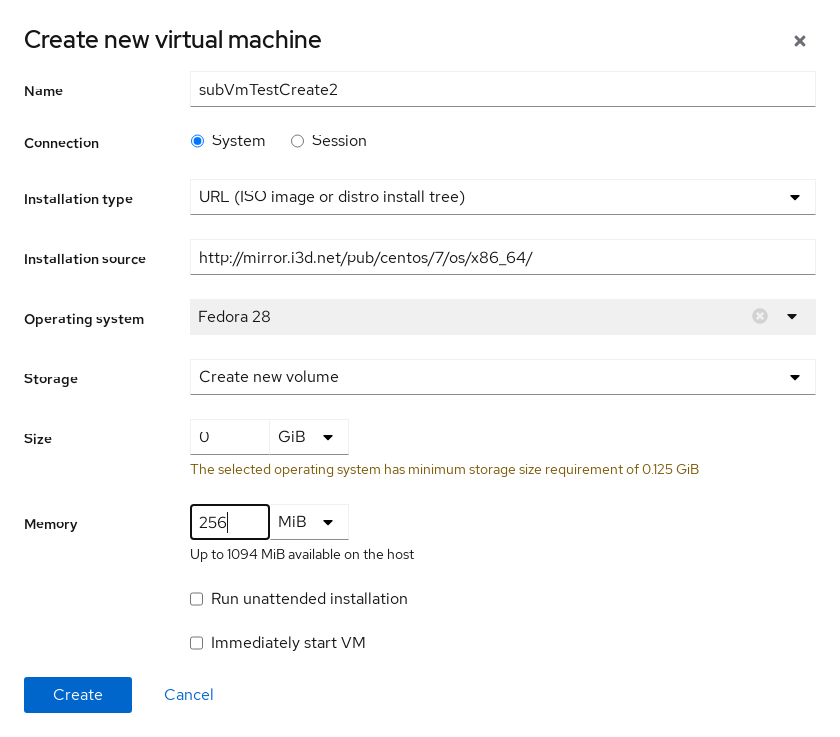 Create new virtual machine
Name subVmTestCreate2
Connection System Session
Installation type URL (ISO image or distro install tree)
Installation source http://mirror.i3d.net/pub/centos/7/os/x86_64/
Operating system Fedora 28
Storage Create new volume
Size 0 GiB
The selected operating system has minimum storage size requirement of 0.125 GiB
Memory 256 MiB
Up to 1094 MiB available on the host
Run unattended installation
Immediately start VM
Create Cancel